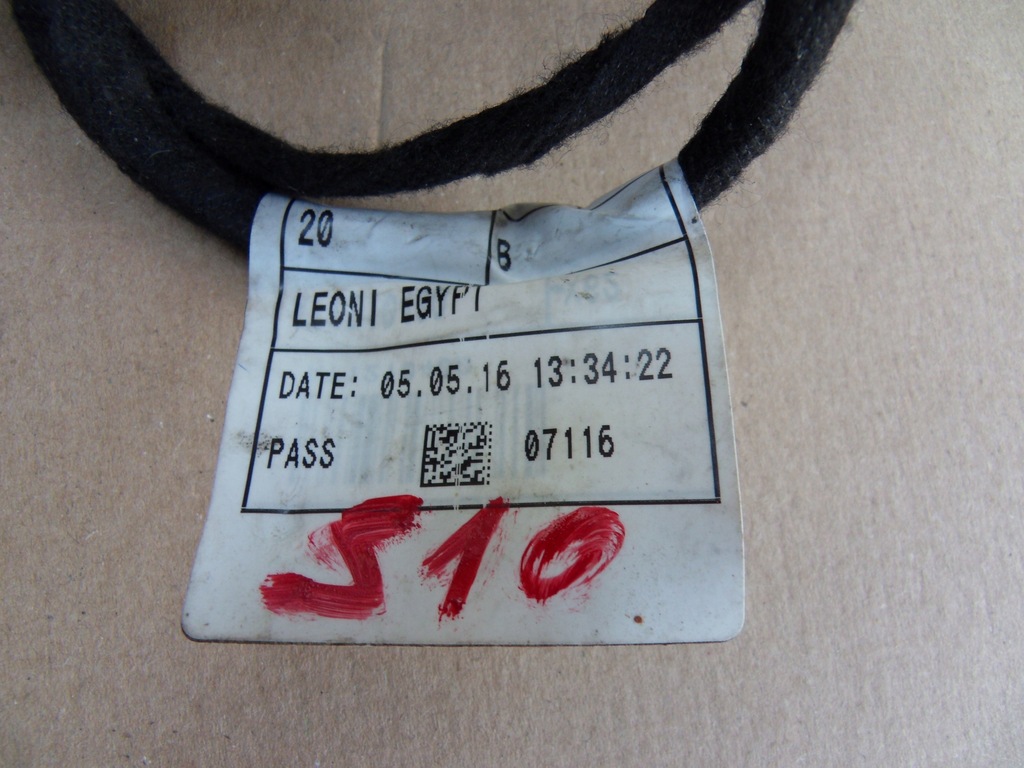 20 B
LEONI EGYPT
DATE: 05.05.16 13:34:22
PASS 07116
S10